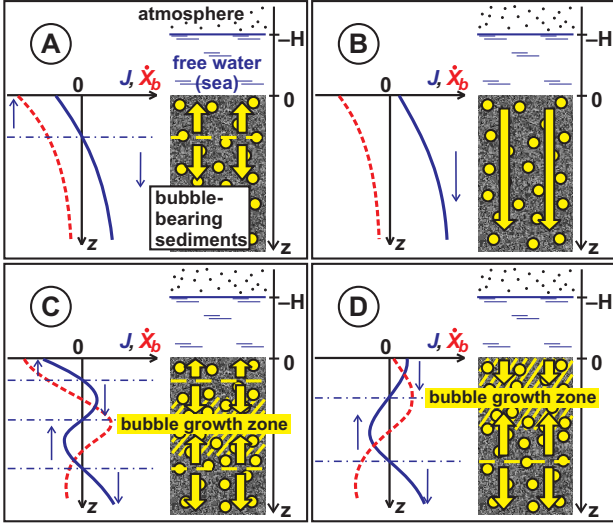 atmosphere
A
–H
0
J, Ẋb
free water
(sea)
0
bubble-
bearing
sediments
z
z
B
–H
0
J, Ẋb
0
z
z
C
–H
0
J, Ẋb
0
bubble growth zone
z
z
D
–H
0
J, Ẋb
0
bubble growth zone
z
z